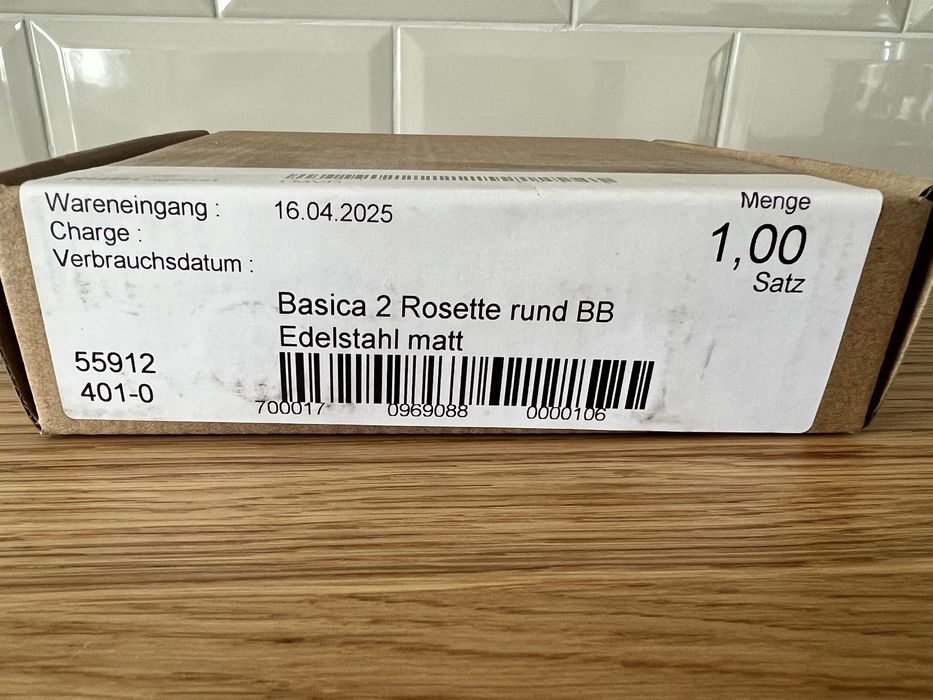 Wareneingang : 16.04.2025
Charge :
Verbrauchsdatum :
Menge
1,00
Satz
Basica 2 Rosette rund BB
Edelstahl matt
55912
401-0
700017 0969088 0000106